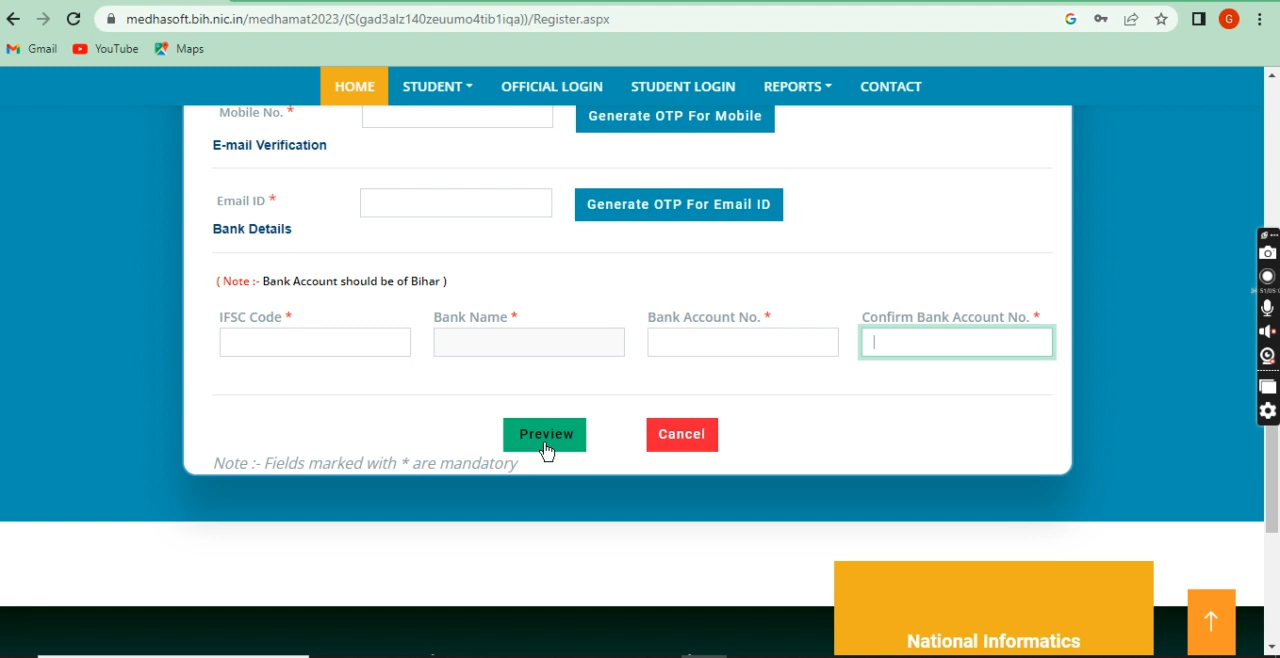 medhasoft.bih.nic.in/medhamat2023/(S(gad3alz140zeuumo4tib1iqa))/Register.aspx
G
G
Gmail YouTube Maps
HOME STUDENT OFFICIAL LOGIN STUDENT LOGIN REPORTS CONTACT
Mobile No. * Generate OTP For Mobile
E-mail Verification
Email ID * Generate OTP For Email ID
Bank Details
( Note :- Bank Account should be of Bihar )
IFSC Code * Bank Name * Bank Account No. * Confirm Bank Account No. *
Preview Cancel
Note :- Fields marked with * are mandatory
National Informatics